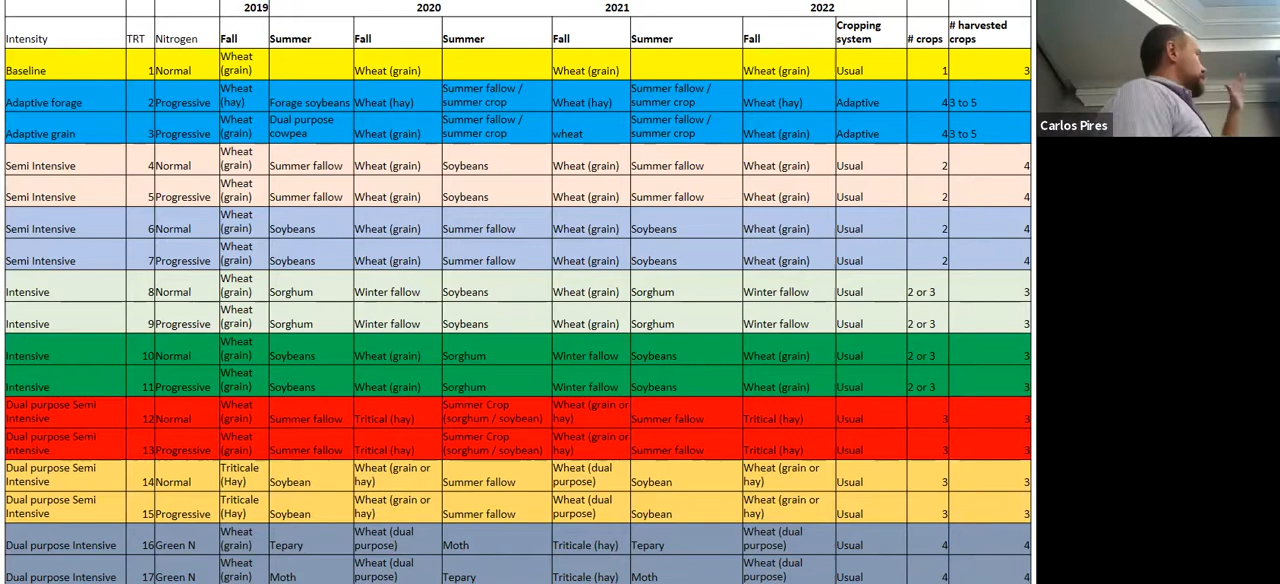 2019 2020 2021 2022
Intensity TRT Nitrogen Fall Summer Fall Summer Fall Summer Fall Cropping system # crops # harvested crops
Baseline 1 Normal Wheat (grain) Wheat (grain) Wheat (grain) Wheat (grain) Usual 1 3
Adaptive forage 2 Progressive Wheat (hay) Forage soybeans Wheat (hay) Summer fallow / summer crop Wheat (hay) Summer fallow / summer crop Wheat (hay) Adaptive 4 3 to 5
Adaptive grain 3 Progressive Wheat (grain) Dual purpose cowpea Wheat (grain) Summer fallow / summer crop wheat Summer fallow / summer crop Wheat (grain) Adaptive 4 3 to 5
Semi Intensive 4 Normal Wheat (grain) Summer fallow Wheat (grain) Soybeans Wheat (grain) Summer fallow Wheat (grain) Usual 2 4
Semi Intensive 5 Progressive Wheat (grain) Summer fallow Wheat (grain) Soybeans Wheat (grain) Summer fallow Wheat (grain) Usual 2 4
Semi Intensive 6 Normal Wheat (grain) Soybeans Wheat (grain) Summer fallow Wheat (grain) Soybeans Wheat (grain) Usual 2 4
Semi Intensive 7 Progressive Wheat (grain) Soybeans Wheat (grain) Summer fallow Wheat (grain) Soybeans Wheat (grain) Usual 2 4
Intensive 8 Normal Wheat (grain) Sorghum Winter fallow Soybeans Wheat (grain) Sorghum Winter fallow Usual 2 or 3 3
Intensive 9 Progressive Wheat (grain) Sorghum Winter fallow Soybeans Wheat (grain) Sorghum Winter fallow Usual 2 or 3 3
Intensive 10 Normal Wheat (grain) Soybeans Wheat (grain) Sorghum Winter fallow Soybeans Wheat (grain) Usual 2 or 3 3
Intensive 11 Progressive Wheat (grain) Soybeans Wheat (grain) Sorghum Winter fallow Soybeans Wheat (grain) Usual 2 or 3 3
Dual purpose Semi Intensive 12 Normal Wheat (grain) Summer fallow Tritical (hay) Summer Crop (sorghum / soybean) Wheat (grain or hay) Summer fallow Tritical (hay) Usual 3 3
Dual purpose Semi Intensive 13 Progressive Wheat (grain) Summer fallow Tritical (hay) Summer Crop (sorghum / soybean) Wheat (grain or hay) Summer fallow Tritical (hay) Usual 3 3
Dual purpose Semi Intensive 14 Normal Triticale (Hay) Soybean Wheat (grain or hay) Summer fallow Wheat (dual purpose) Soybean Wheat (grain or hay) Usual 3 3
Dual purpose Semi Intensive 15 Progressive Triticale (Hay) Soybean Wheat (grain or hay) Summer fallow Wheat (dual purpose) Soybean Wheat (grain or hay) Usual 3 3
Dual purpose Intensive 16 Green N Wheat (grain) Tepary Wheat (dual purpose) Moth Triticale (hay) Tepary Wheat (dual purpose) Usual 4 4
Dual purpose Intensive 17 Green N Wheat (grain) Moth Wheat (dual purpose) Tepary Triticale (hay) Moth Wheat (dual purpose) Usual 4 4
Carlos Pires